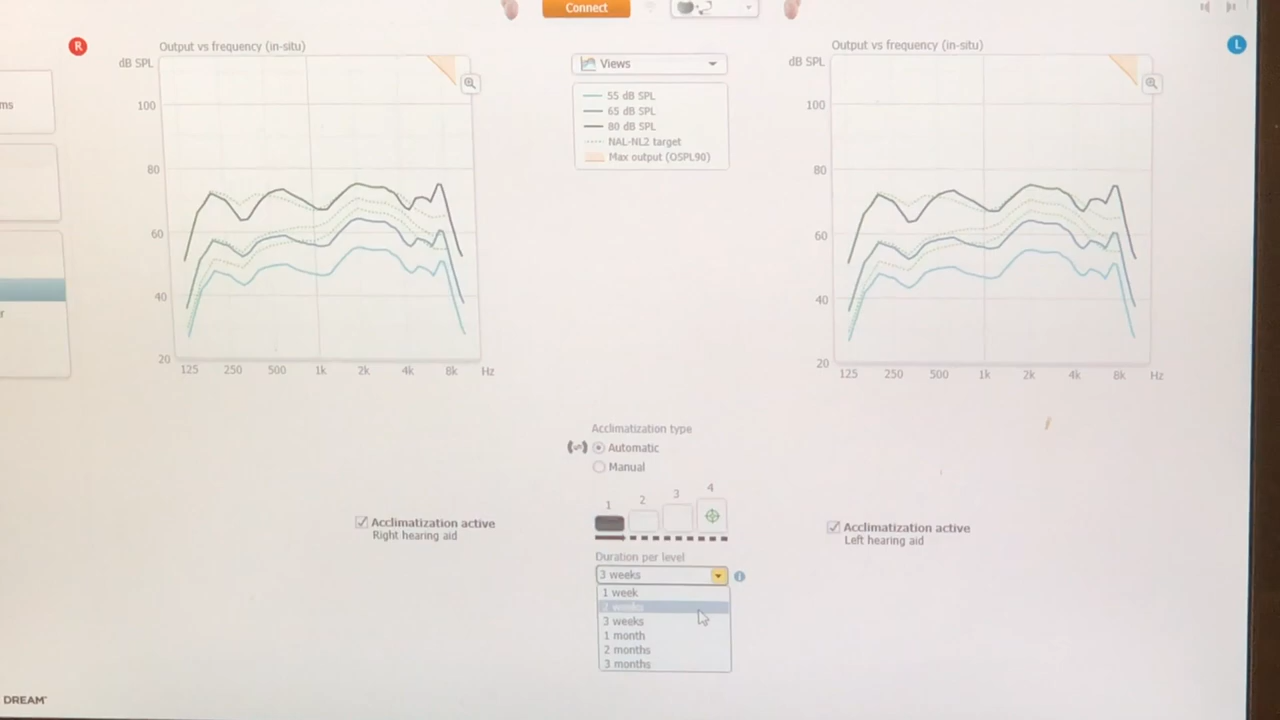 Connect
R
Output vs frequency (in-situ)
dB SPL
100
80
60
40
20
125 250 500 1k 2k 4k 8k Hz
ms
r
Views
55 dB SPL
65 dB SPL
80 dB SPL
NAL-NL2 target
Max output (OSPL90)
Output vs frequency (in-situ)
L
dB SPL
100
80
60
40
20
125 250 500 1k 2k 4k 8k Hz
Acclimatization type
Automatic
Manual
1 2 3 4
Acclimatization active
Right hearing aid
Acclimatization active
Left hearing aid
Duration per level
3 weeks
1 week
2 weeks
3 weeks
1 month
2 months
3 months
DREAM™